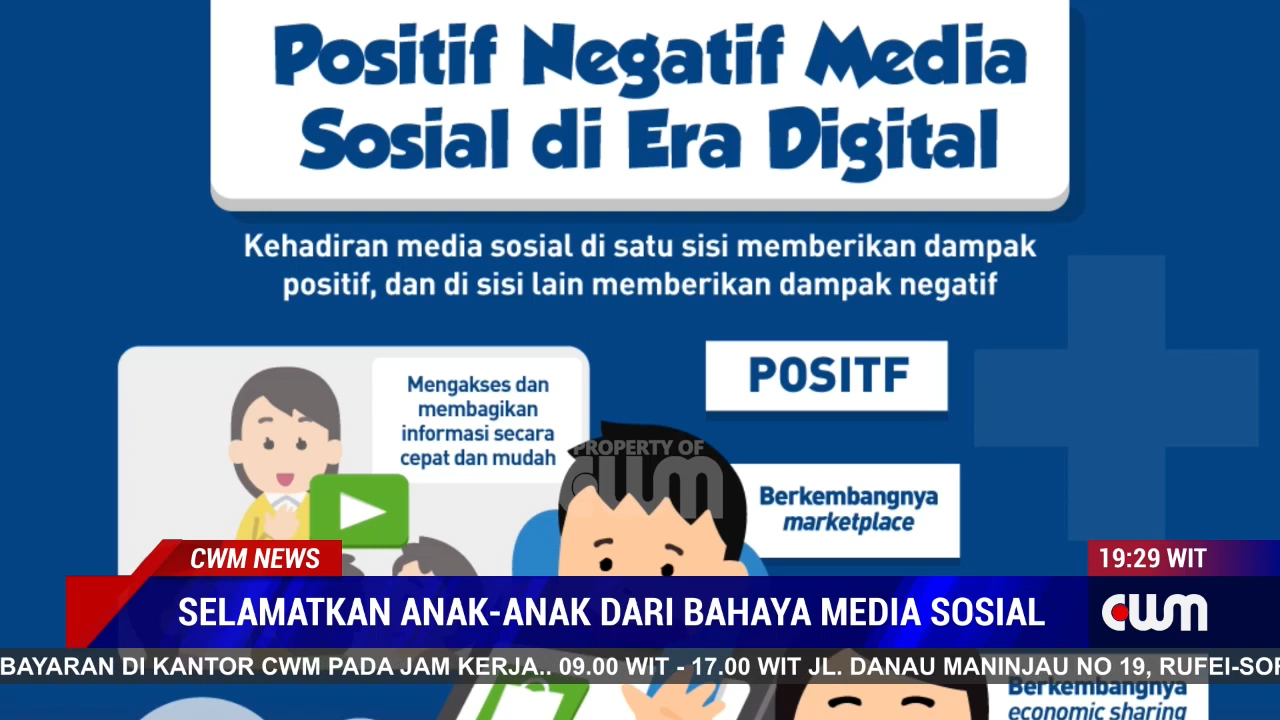 Positif Negatif Media
Sosial di Era Digital
Kehadiran media sosial di satu sisi memberikan dampak
positif, dan di sisi lain memberikan dampak negatif
Mengakses dan
membagikan
informasi secara
cepat dan mudah
POSITF
PROPERTY OF
cwm
Berkembangnya
marketplace
CWM NEWS
19:29 WIT
SELAMATKAN ANAK-ANAK DARI BAHAYA MEDIA SOSIAL
cwm
BAYARAN DI KANTOR CWM PADA JAM KERJA.. 09.00 WIT - 17.00 WIT JL. DANAU MANINJAU NO 19, RUFEI-SOR
Berkembangnya
economic sharing